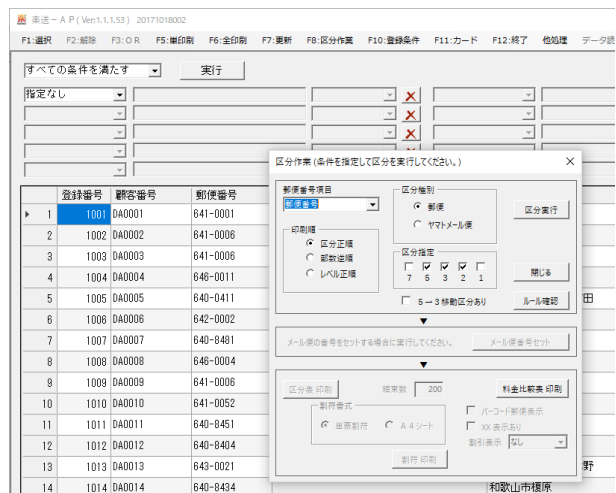 楽送－ＡＰ( Ver:1.1.1.53 )　20171018002
F1:選択　F2:解除　F3:ＯＲ　F5:単印刷　F6:全印刷　F7:更新　F8:区分作業　F10:登録条件　F11:カード　F12:終了　他処理　データ読
すべての条件を満たす　実行
指定なし
区分作業 (条件を指定して区分を実行してください。)
郵便番号項目
郵便番号
区分種別
郵便
ヤマトメール便
区分実行
印刷順
区分正順
部数逆順
レベル正順
区分指定
7 5 3 2 1
5→3移動区分あり
閉じる
ルール確認
▼
メール便の番号をセットする場合に実行してください。　メール便番号セット
▼
区分表 印刷　結束数　200　料金比較表 印刷
割符書式
単票割符　Ａ４シート
バーコード郵便表示
XX 表示あり
割引表示　なし
割符 印刷
登録番号　顧客番号　郵便番号
1　1001　DA0001　641-0001
2　1002　DA0002　641-0006
3　1003　DA0003　641-0006
4　1004　DA0004　646-0011
5　1005　DA0005　640-0411　田
6　1006　DA0006　642-0002
7　1007　DA0007　640-8481
8　1008　DA0008　646-0004
9　1009　DA0009　641-0006
10　1010　DA0010　641-0052
11　1011　DA0011　640-8451
12　1012　DA0012　640-8404
13　1013　DA0013　643-0021　野
14　1014　DA0014　640-8434　和歌山市榎原